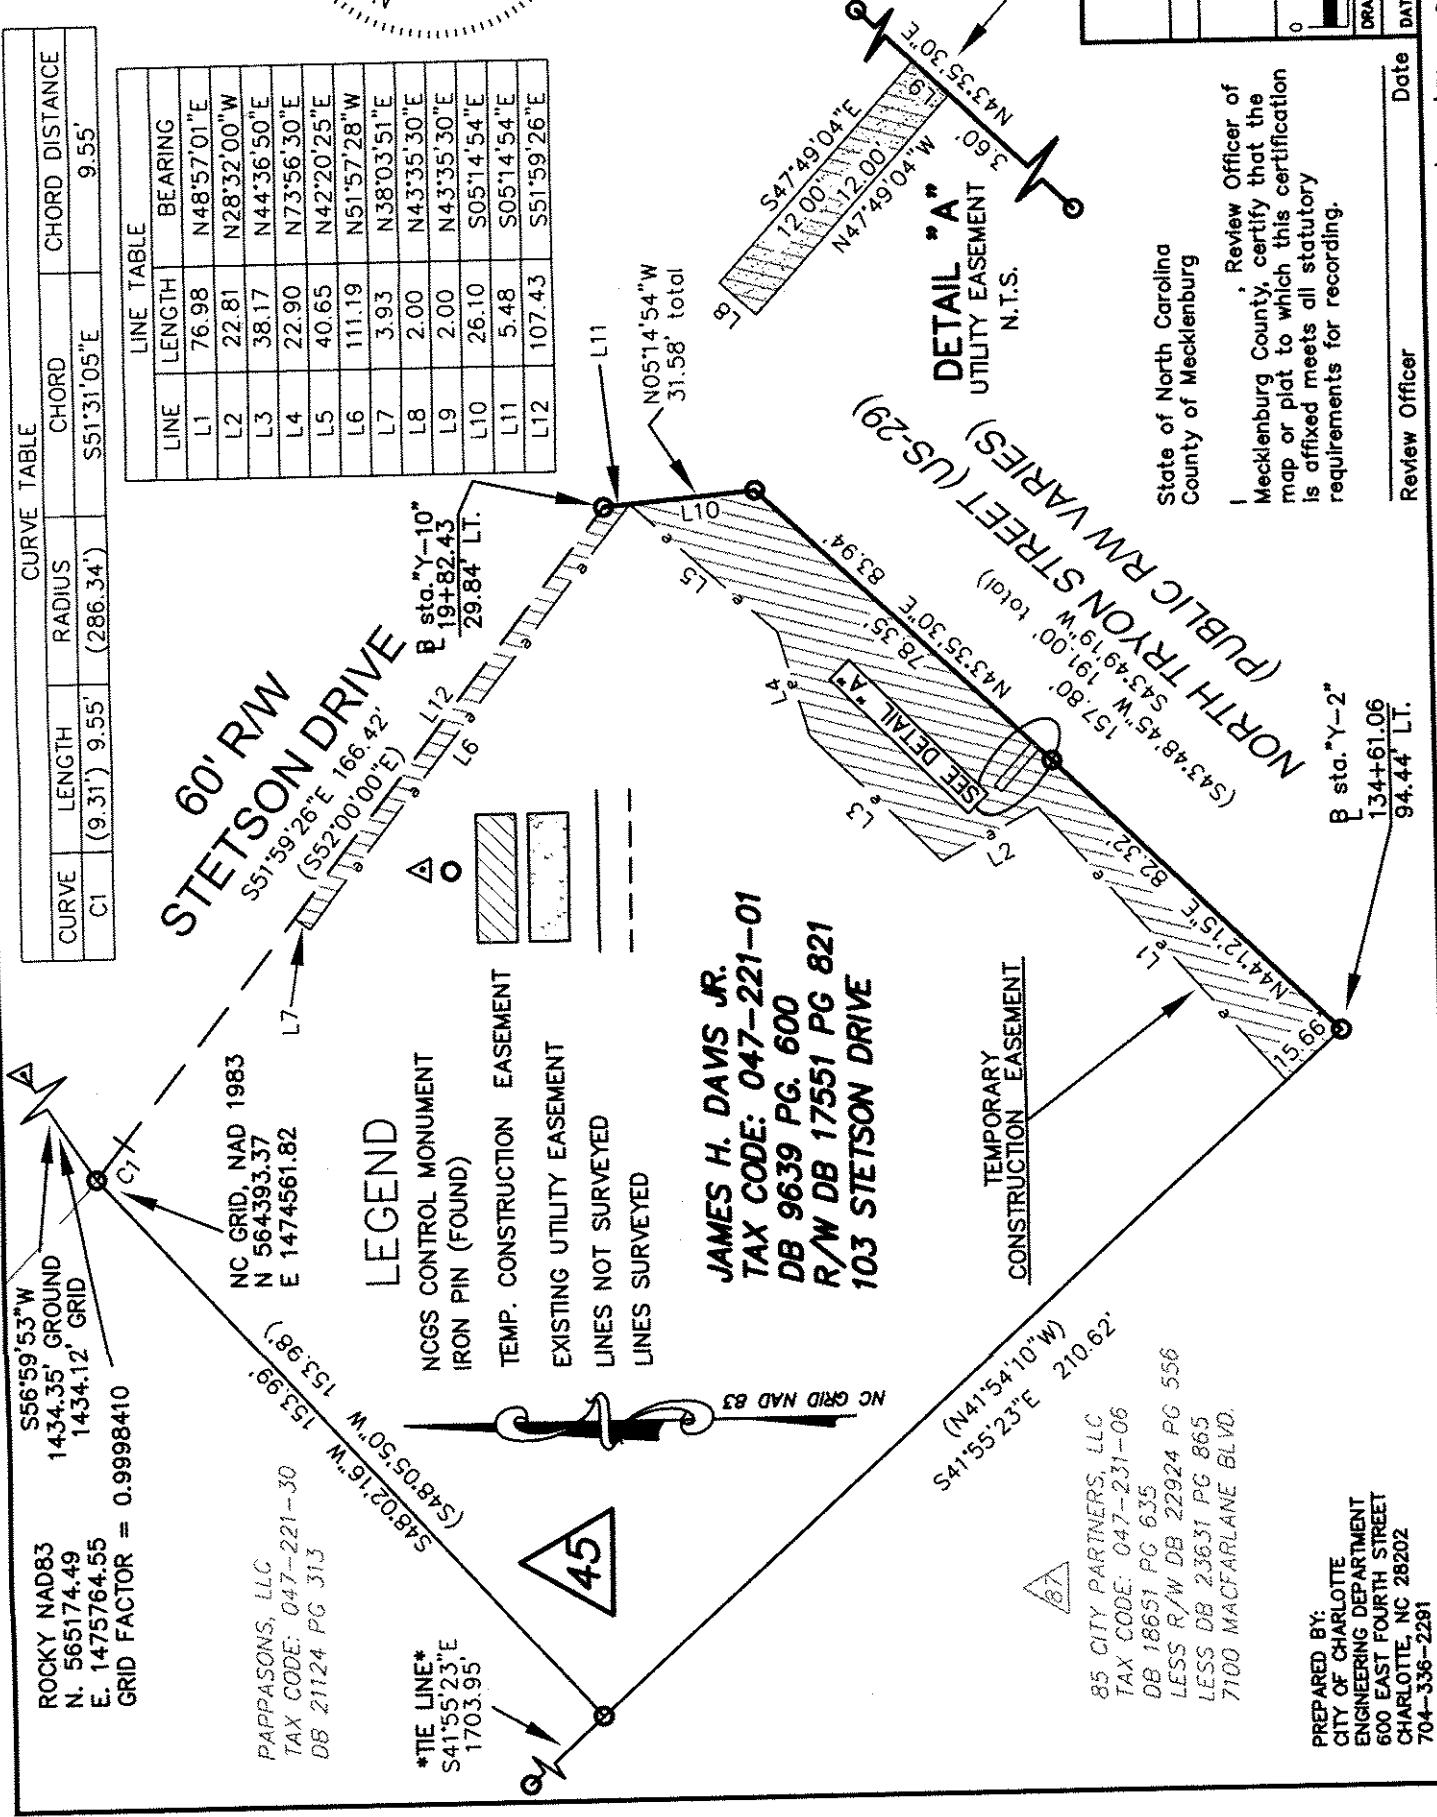 ROCKY NAD83
N. 565174.49
E. 1475764.55
GRID FACTOR = 0.9998410
S56°59'53"W
1434.35' GROUND
1434.12' GRID
PAPPASONS, LLC
TAX CODE: 047-221-30
DB 21124 PG 313
NC GRID, NAD 1983
N 564393.37
E 1474561.82
C1
153.99' (153.98')
S48°02'16"W
(S48°05'50"W
*TIE LINE*
S41°55'23"E
1703.95'
45
NC GRID NAD 83
LEGEND
NCGS CONTROL MONUMENT
IRON PIN (FOUND)
TEMP. CONSTRUCTION EASEMENT
EXISTING UTILITY EASEMENT
LINES NOT SURVEYED
LINES SURVEYED
JAMES H. DAVIS JR.
TAX CODE: 047-221-01
DB 9639 PG. 600
R/W DB 17551 PG 821
103 STETSON DRIVE
TEMPORARY
CONSTRUCTION EASEMENT
(N41°54'10"W)
S41°55'23"E 210.62'
87
85 CITY PARTNERS, LLC
TAX CODE: 047-231-06
DB 18651 PG 635
LESS R/W DB 22924 PG 556
LESS DB 23631 PG 865
7100 MACFARLANE BLVD.
PREPARED BY:
CITY OF CHARLOTTE
ENGINEERING DEPARTMENT
600 EAST FOURTH STREET
CHARLOTTE, NC 28202
704-336-2291
CURVE TABLE
CURVE LENGTH RADIUS CHORD CHORD DISTANCE
C1 (9.31') 9.55' (286.34') S51°31'05"E 9.55'
LINE TABLE
LINE LENGTH BEARING
L1 76.98 N48°57'01"E
L2 22.81 N28°32'00"W
L3 38.17 N44°36'50"E
L4 22.90 N73°56'30"E
L5 40.65 N42°20'25"E
L6 111.19 N51°57'28"W
L7 3.93 N38°03'51"E
L8 2.00 N43°35'30"E
L9 2.00 N43°35'30"E
L10 26.10 S05°14'54"E
L11 5.48 S05°14'54"E
L12 107.43 S51°59'26"E
60' R/W
STETSON DRIVE
S51°59'26"E 166.42'
(S52°00'00"E)
L7
L12
L6
e e e e e
BL sta."Y-10"
19+82.43
29.84' LT.
L11
N05°14'54"W
31.58' total
L10
L5
e
e
L4
L3
e
L2
e
e
L1
e
e
83.94'
78.35'
N43°35'30"E
SEE DETAIL "A"
82.32'
N44°12'15"E
15.66'
157.80' 191.00' (total)
(S43°48'45"W S43°49'19"W
NORTH TRYON STREET (US-29)
(PUBLIC R/W VARIES)
BL sta."Y-2"
134+61.06
94.44' LT.
L8
S47°49'04"E
12.00'
12.00'
N47°49'04"W
L9
N43°35'30"E
3.60'
DETAIL "A"
UTILITY EASEMENT
N.T.S.
State of North Carolina
County of Mecklenburg
I , Review Officer of
Mecklenburg County, certify that the
map or plat to which this certification
is affixed meets all statutory
requirements for recording.
Review Officer Date
0
DRA
DAT